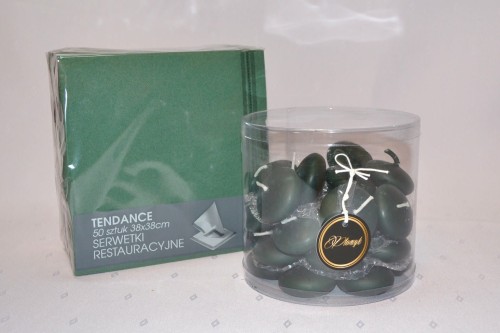 TENDANCE
50 sztuk 38x38cm
SERWETKI
RESTAURACYJNE